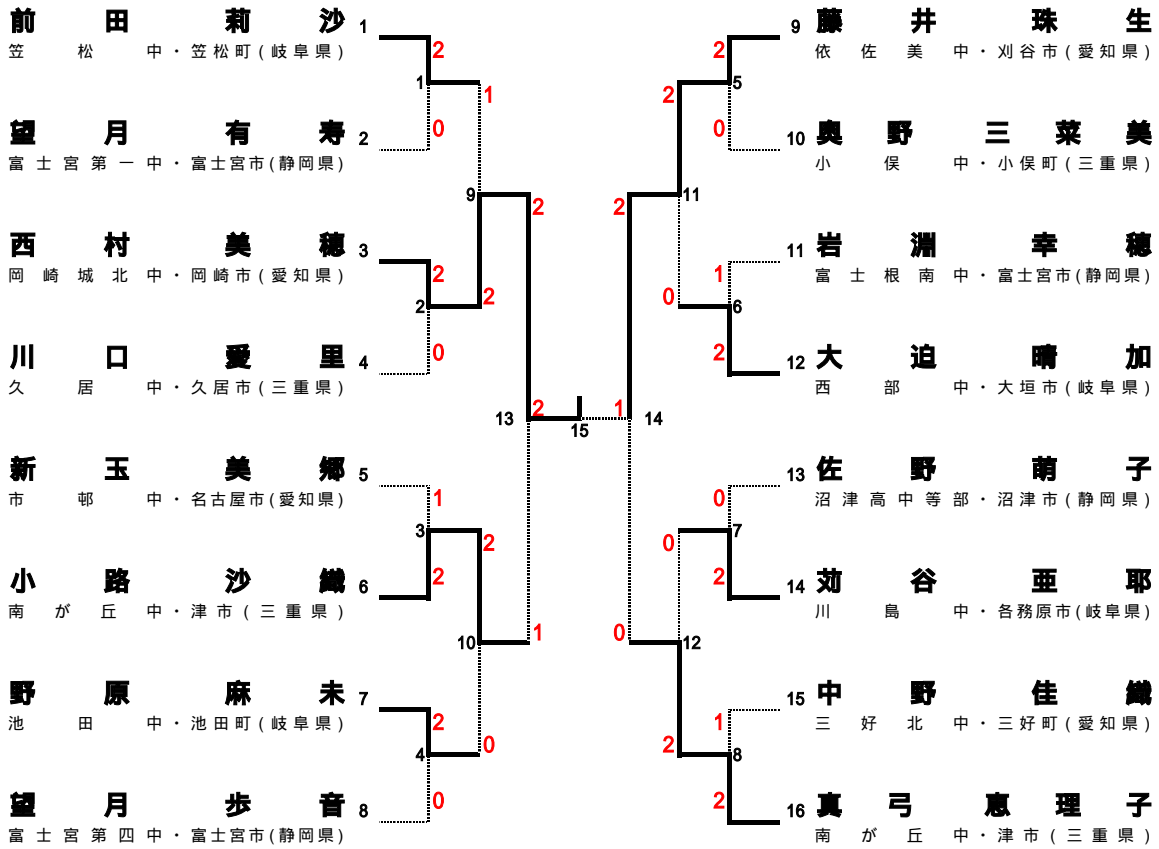 前田莉沙 1
笠松中・笠松町(岐阜県)
望月有寿 2
富士宮第一中・富士宮市(静岡県)
西村美穂 3
岡崎城北中・岡崎市(愛知県)
川口愛里 4
久居中・久居市(三重県)
新玉美郷 5
市邨中・名古屋市(愛知県)
小路沙織 6
南が丘中・津市(三重県)
野原麻未 7
池田中・池田町(岐阜県)
望月歩音 8
富士宮第四中・富士宮市(静岡県)
2
1
1
0
9
2
2
2
2
0
13
2
15
1
3
2
2
10
1
2
4
0
0
9 藤井珠生
依佐美中・刈谷市(愛知県)
10 奥野三菜美
小俣中・小俣町(三重県)
11 岩淵幸穂
富士根南中・富士宮市(静岡県)
12 大迫晴加
西部中・大垣市(岐阜県)
13 佐野萌子
沼津高中等部・沼津市(静岡県)
14 苅谷亜耶
川島中・各務原市(岐阜県)
15 中野佳織
三好北中・三好町(愛知県)
16 真弓恵理子
南が丘中・津市(三重県)
2
5
2
0
11
2
1
0
6
2
1
14
0
7
0
2
0
12
1
2
8
2